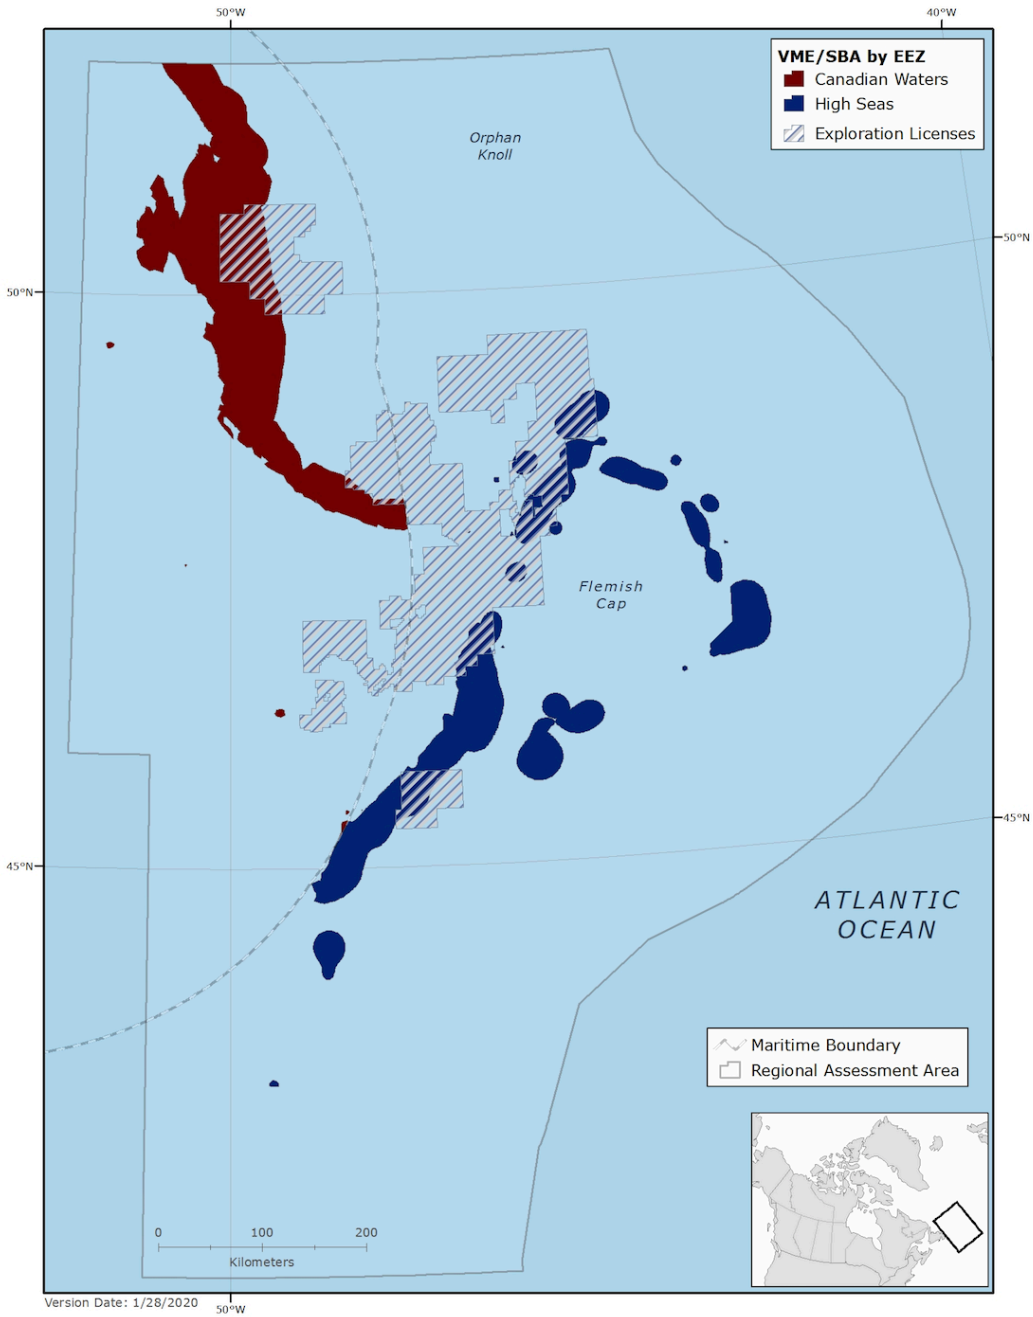 50°W
40°W
VME/SBA by EEZ
Canadian Waters
High Seas
Exploration Licenses
Orphan
Knoll
50°N
50°N
Flemish
Cap
45°N
45°N
ATLANTIC
OCEAN
Maritime Boundary
Regional Assessment Area
0 100 200
Kilometers
Version Date: 1/28/2020
50°W